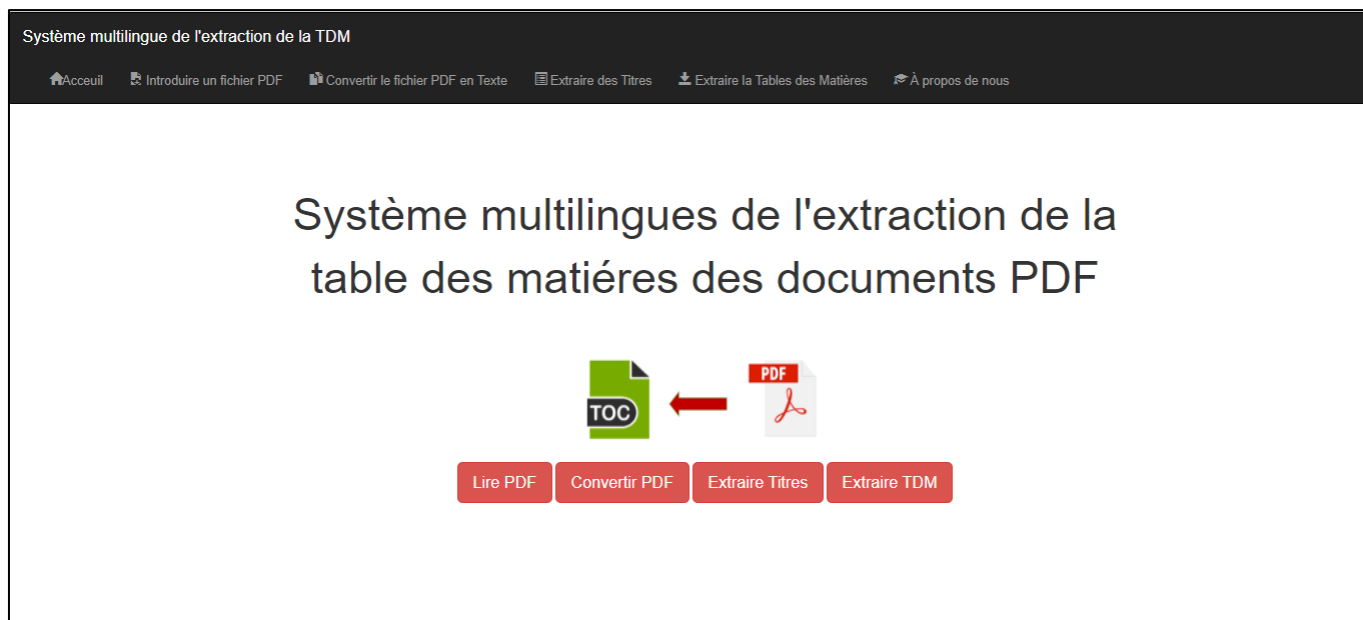 Système multilingue de l'extraction de la TDM
Acceuil Introduire un fichier PDF Convertir le fichier PDF en Texte Extraire des Titres Extraire la Tables des Matières À propos de nous
Système multilingues de l'extraction de la
table des matiéres des documents PDF
TOC PDF
Lire PDF Convertir PDF Extraire Titres Extraire TDM